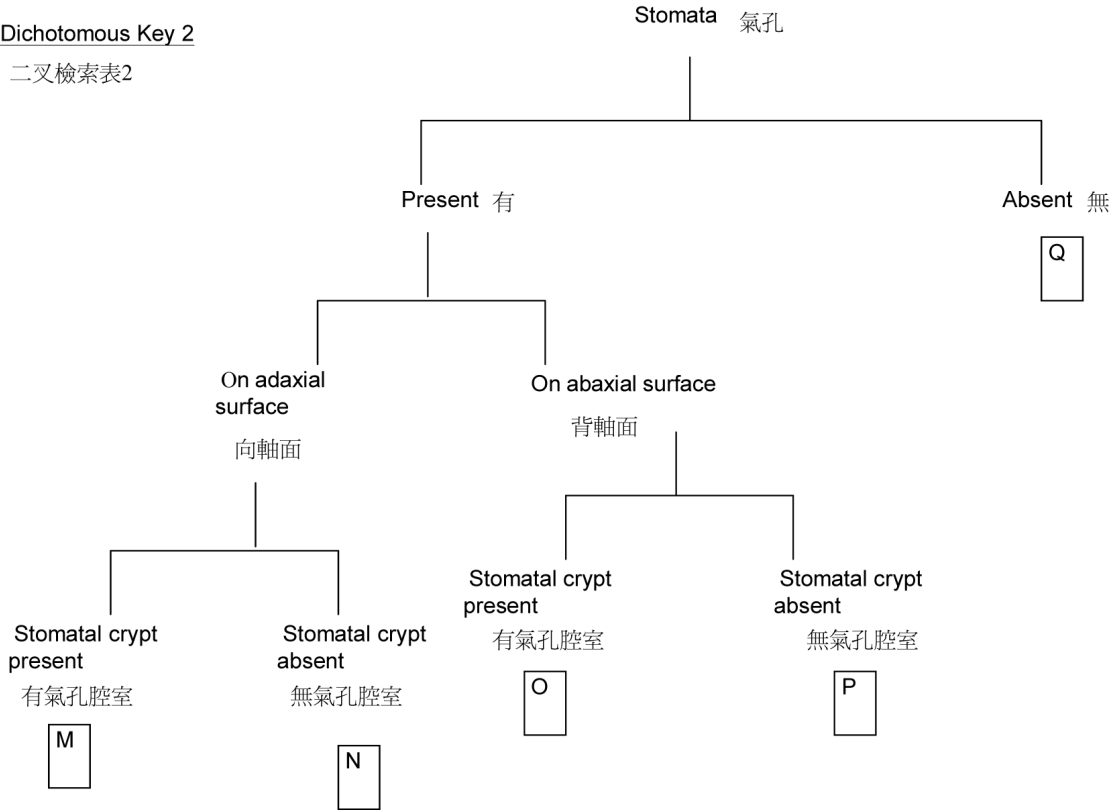 Dichotomous Key 2
二叉檢索表2
Stomata 氣孔
Present 有
Absent 無
Q
On adaxial
surface
向軸面
On abaxial surface
背軸面
Stomatal crypt
present
有氣孔腔室
M
Stomatal crypt
absent
無氣孔腔室
N
Stomatal crypt
present
有氣孔腔室
O
Stomatal crypt
absent
無氣孔腔室
P